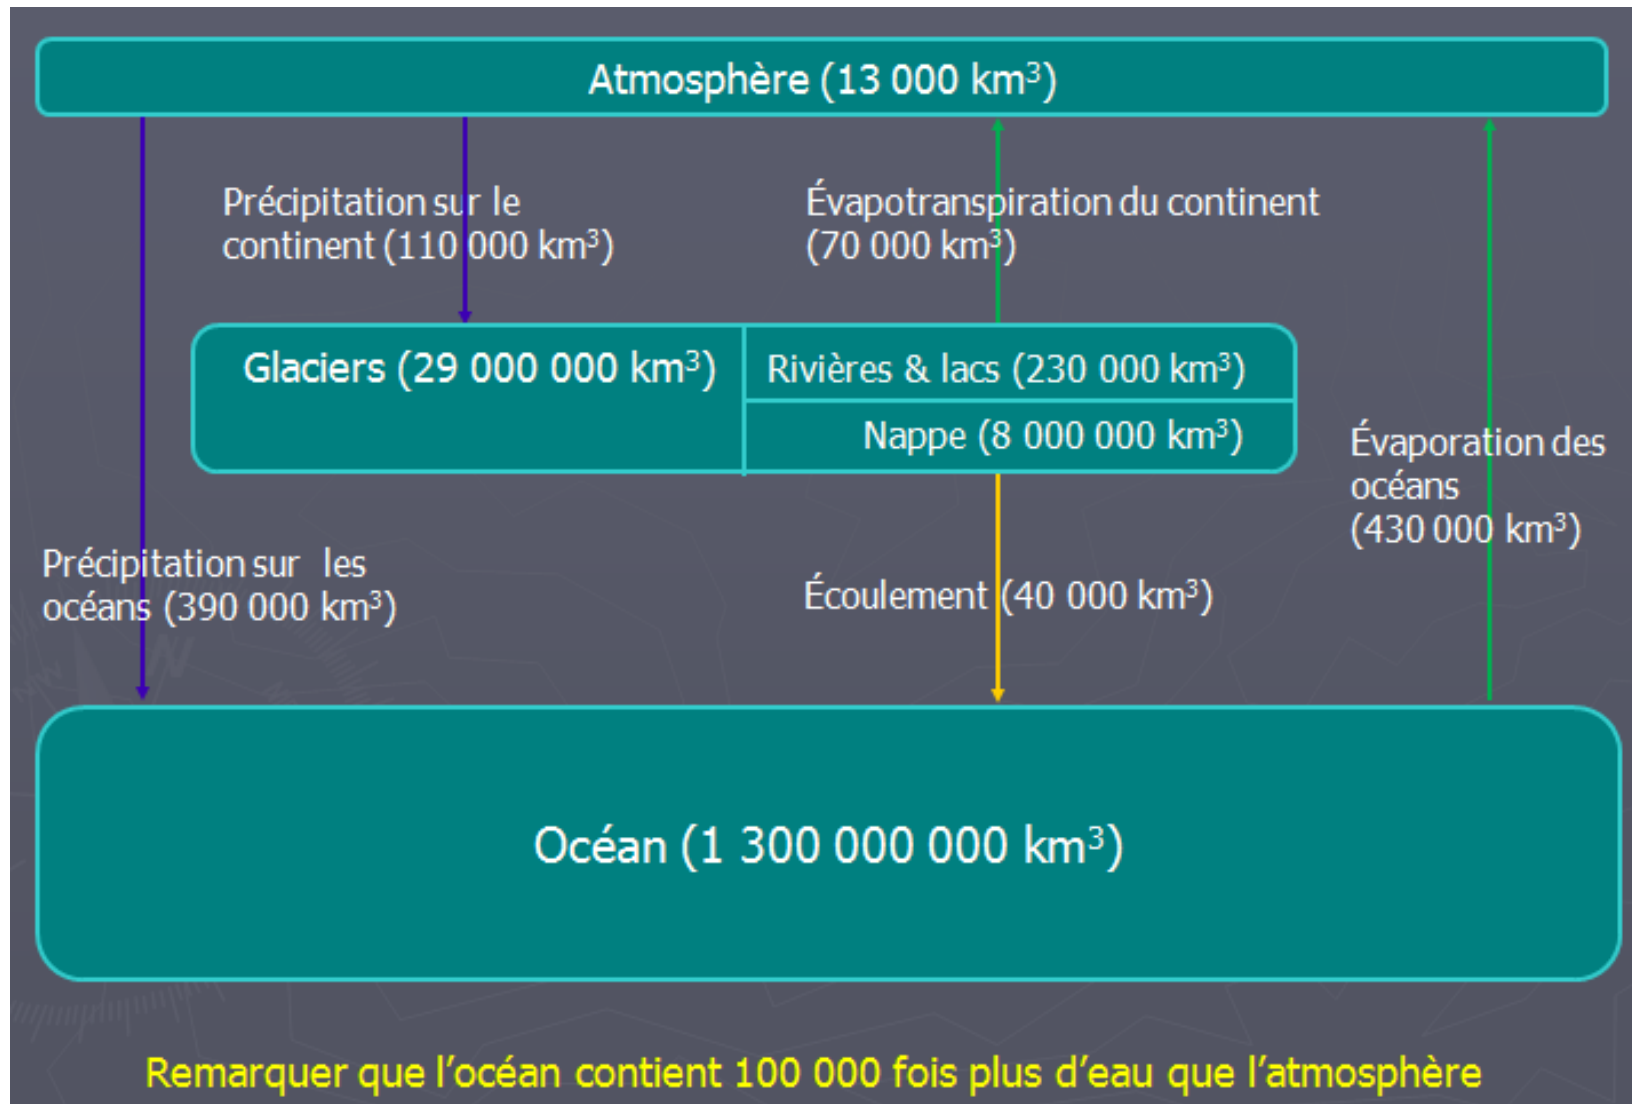 Atmosphère (13 000 km³)
Précipitation sur le
continent (110 000 km³)
Évapotranspiration du continent
(70 000 km³)
Glaciers (29 000 000 km³)
Rivières & lacs (230 000 km³)
Nappe (8 000 000 km³)
Évaporation des
océans
(430 000 km³)
Précipitation sur les
océans (390 000 km³)
Écoulement (40 000 km³)
Océan (1 300 000 000 km³)
Remarquer que l’océan contient 100 000 fois plus d’eau que l’atmosphère